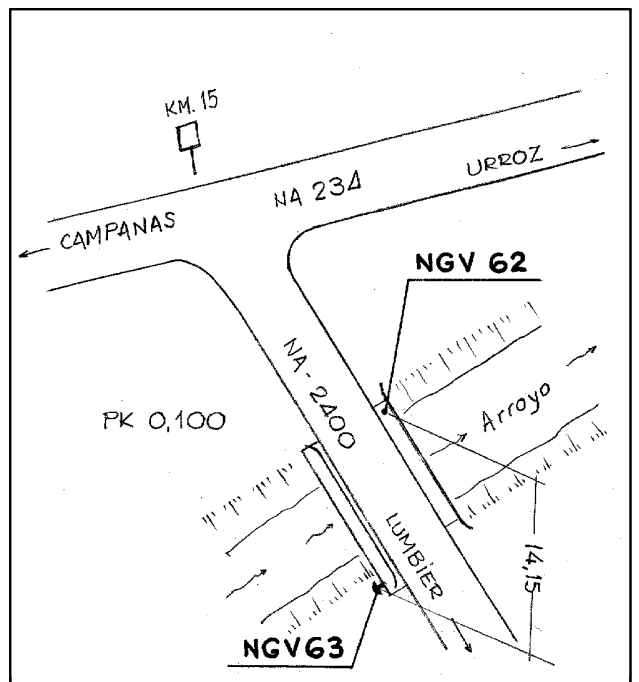 KM. 15
NA 234
URROZ
CAMPANAS
NGV 62
NA - 2400
Arroyo
PK 0,100
LUMBIER
14,15
NGV63